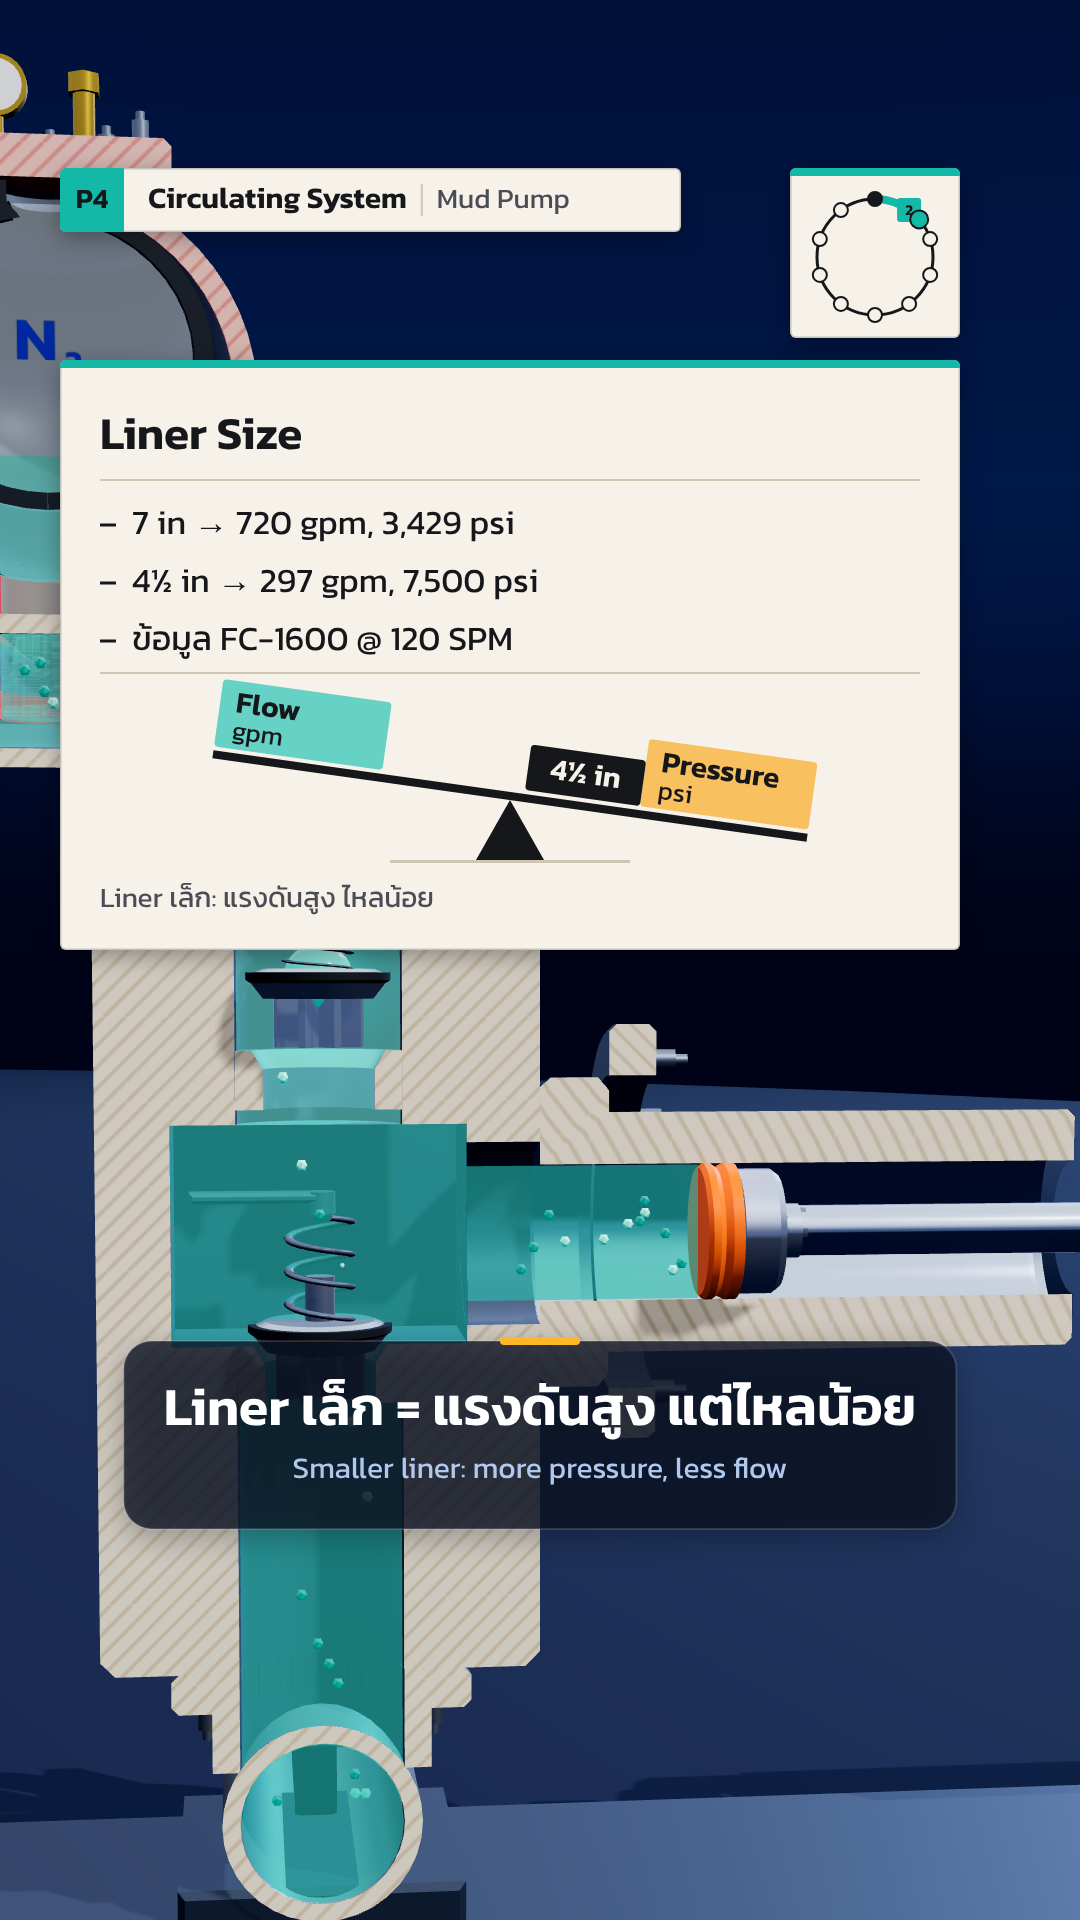 P4 Circulating System | Mud Pump
2
N₂
Liner Size
– 7 in → 720 gpm, 3,429 psi
– 4½ in → 297 gpm, 7,500 psi
– ข้อมูล FC-1600 @ 120 SPM
Flow
gpm
4½ in
Pressure
psi
Liner เล็ก: แรงดันสูง ไหลน้อย
Liner เล็ก = แรงดันสูง แต่ไหลน้อย
Smaller liner: more pressure, less flow